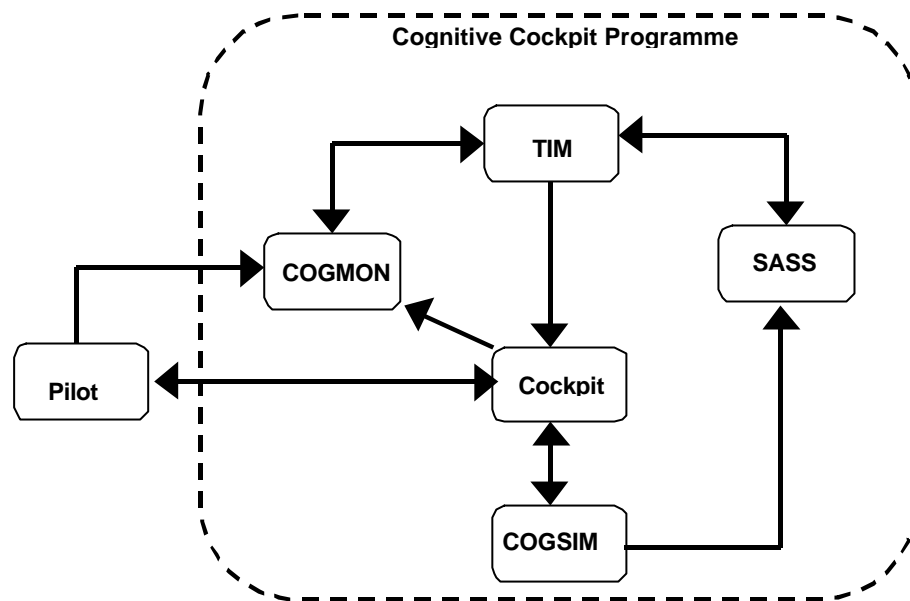 Cognitive Cockpit Programme
TIM
COGMON
SASS
Pilot
Cockpit
COGSIM